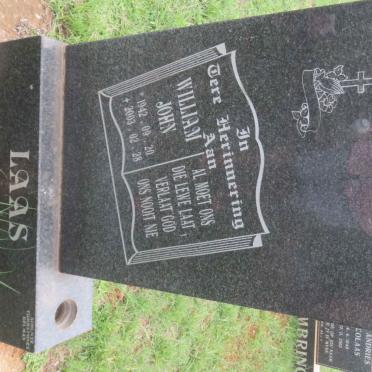 In
Tere Herinnering
Aan
WILLIAM
JOHN
* 1942 - 09 - 20
+ 2003 - 02 - 28
AL MOET ONS
DIE LEWE LAAT,
VERLAAT GOD
ONS NOOIT NIE
LAAS
ANDRIES